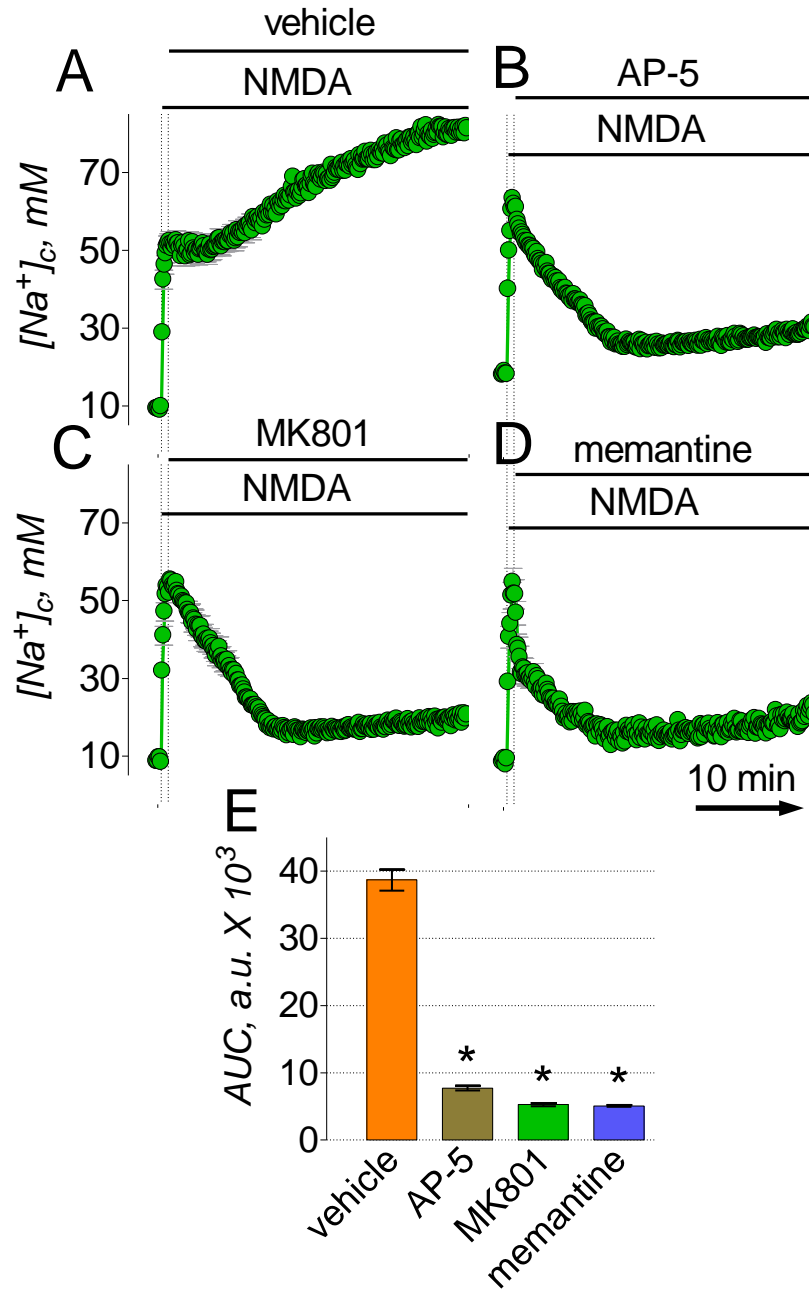 A
vehicle
NMDA
[Na⁺]c, mM
70
50
30
10
B
AP-5
NMDA
C
MK801
NMDA
[Na⁺]c, mM
70
50
30
10
D
memantine
NMDA
10 min
E
AUC, a.u. X 10³
40
30
20
10
0
*
*
*
vehicle
AP-5
MK801
memantine